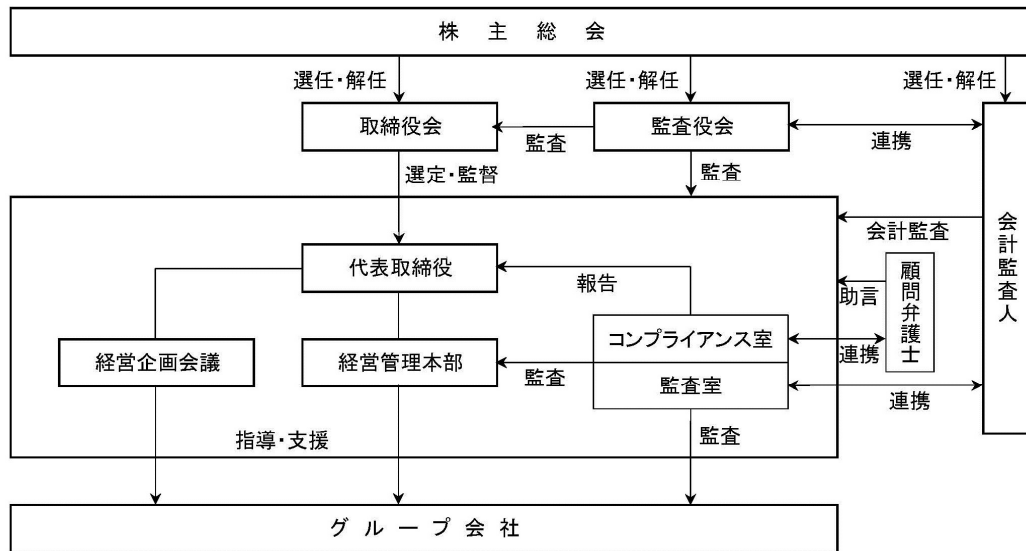 株主総会
選任・解任
選任・解任
選任・解任
取締役会
監査
監査役会
連携
選定・監督
監査
会計監査人
会計監査
代表取締役
報告
助言
顧問弁護士
コンプライアンス室
連携
経営企画会議
経営管理本部
監査
監査室
連携
指導・支援
監査
グループ会社